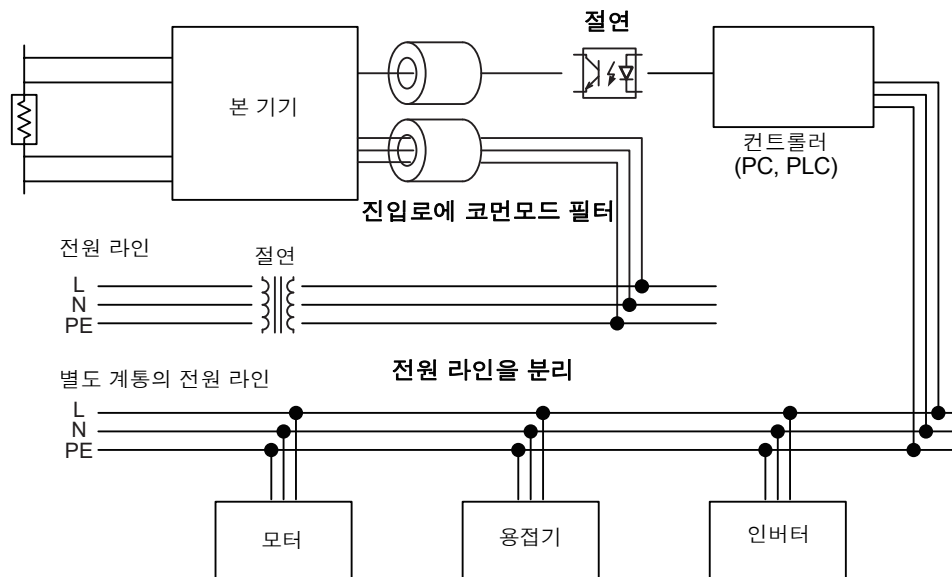 절연
본 기기
컨트롤러
(PC, PLC)
진입로에 코먼모드 필터
전원 라인
절연
L
N
PE
전원 라인을 분리
별도 계통의 전원 라인
L
N
PE
모터
용접기
인버터